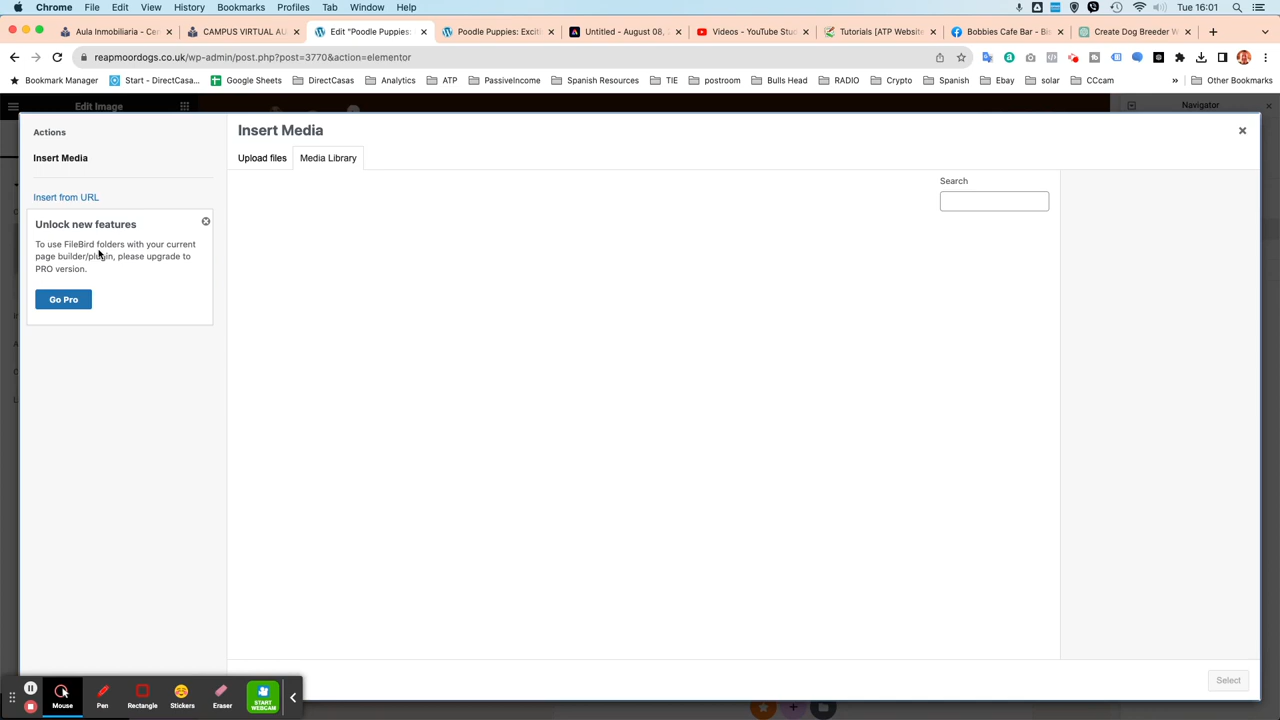 Chrome File Edit View History Bookmarks Profiles Tab Window Help Tue 16:01
Aula Inmobiliaria - Cen CAMPUS VIRTUAL AU Edit "Poodle Puppies: Poodle Puppies: Exciti Untitled - August 08, Videos - YouTube Stud Tutorials [ATP Website Bobbies Cafe Bar - Bis Create Dog Breeder W
reapmoordogs.co.uk/wp-admin/post.php?post=3770&action=elementor
Bookmark Manager Start - DirectCasa... Google Sheets DirectCasas Analytics ATP PassiveIncome Spanish Resources TIE postroom Bulls Head RADIO Crypto Spanish Ebay solar CCcam » Other Bookmarks
Edit Image Navigator
Actions
Insert Media
Insert Media
Upload files Media Library
Insert from URL
Search
Unlock new features
To use FileBird folders with your current
page builder/plugin, please upgrade to
PRO version.
Go Pro
Select
Mouse Pen Rectangle Stickers Eraser START WEBCAM